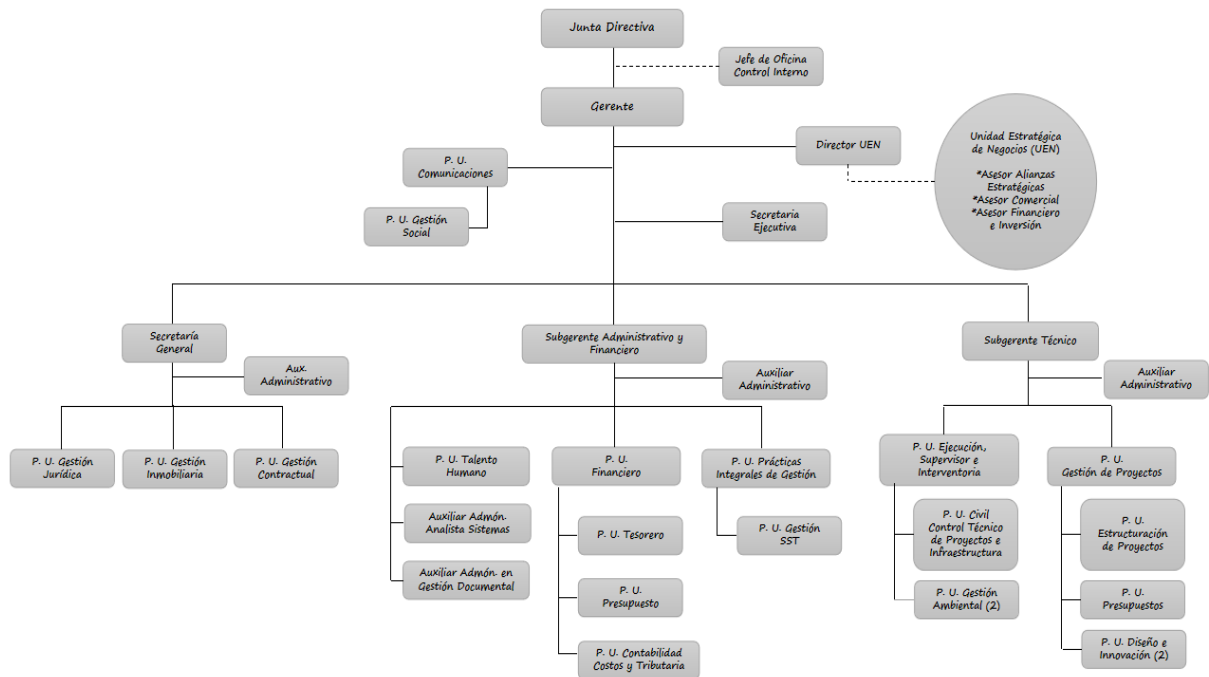 Junta Directiva
Jefe de Oficina
Control Interno
Gerente
Director UEN
Unidad Estratégica
de Negocios (UEN)
*Asesor Alianzas
Estratégicas
*Asesor Comercial
*Asesor Financiero
e Inversión
P. U.
Comunicaciones
P. U. Gestión
Social
Secretaria
Ejecutiva
Secretaría
General
Subgerente Administrativo y
Financiero
Subgerente Técnico
Aux.
Administrativo
Auxiliar
Administrativo
Auxiliar
Administrativo
P. U. Gestión
Jurídica
P. U. Gestión
Inmobiliaria
P. U. Gestión
Contractual
P. U. Talento
Humano
Auxiliar Admón.
Analista Sistemas
Auxiliar Admón. en
Gestión Documental
P. U.
Financiero
P. U. Tesorero
P. U.
Presupuesto
P. U. Contabilidad
Costos y Tributaria
P. U. Prácticas
Integrales de Gestión
P. U. Gestión
SST
P. U. Ejecución,
Supervisor e
Interventoria
P. U. Civil
Control Técnico
de Proyectos e
Infraestructura
P. U. Gestión
Ambiental (2)
P. U.
Gestión de Proyectos
P. U.
Estructuración
de Proyectos
P. U.
Presupuestos
P. U. Diseño e
Innovación (2)